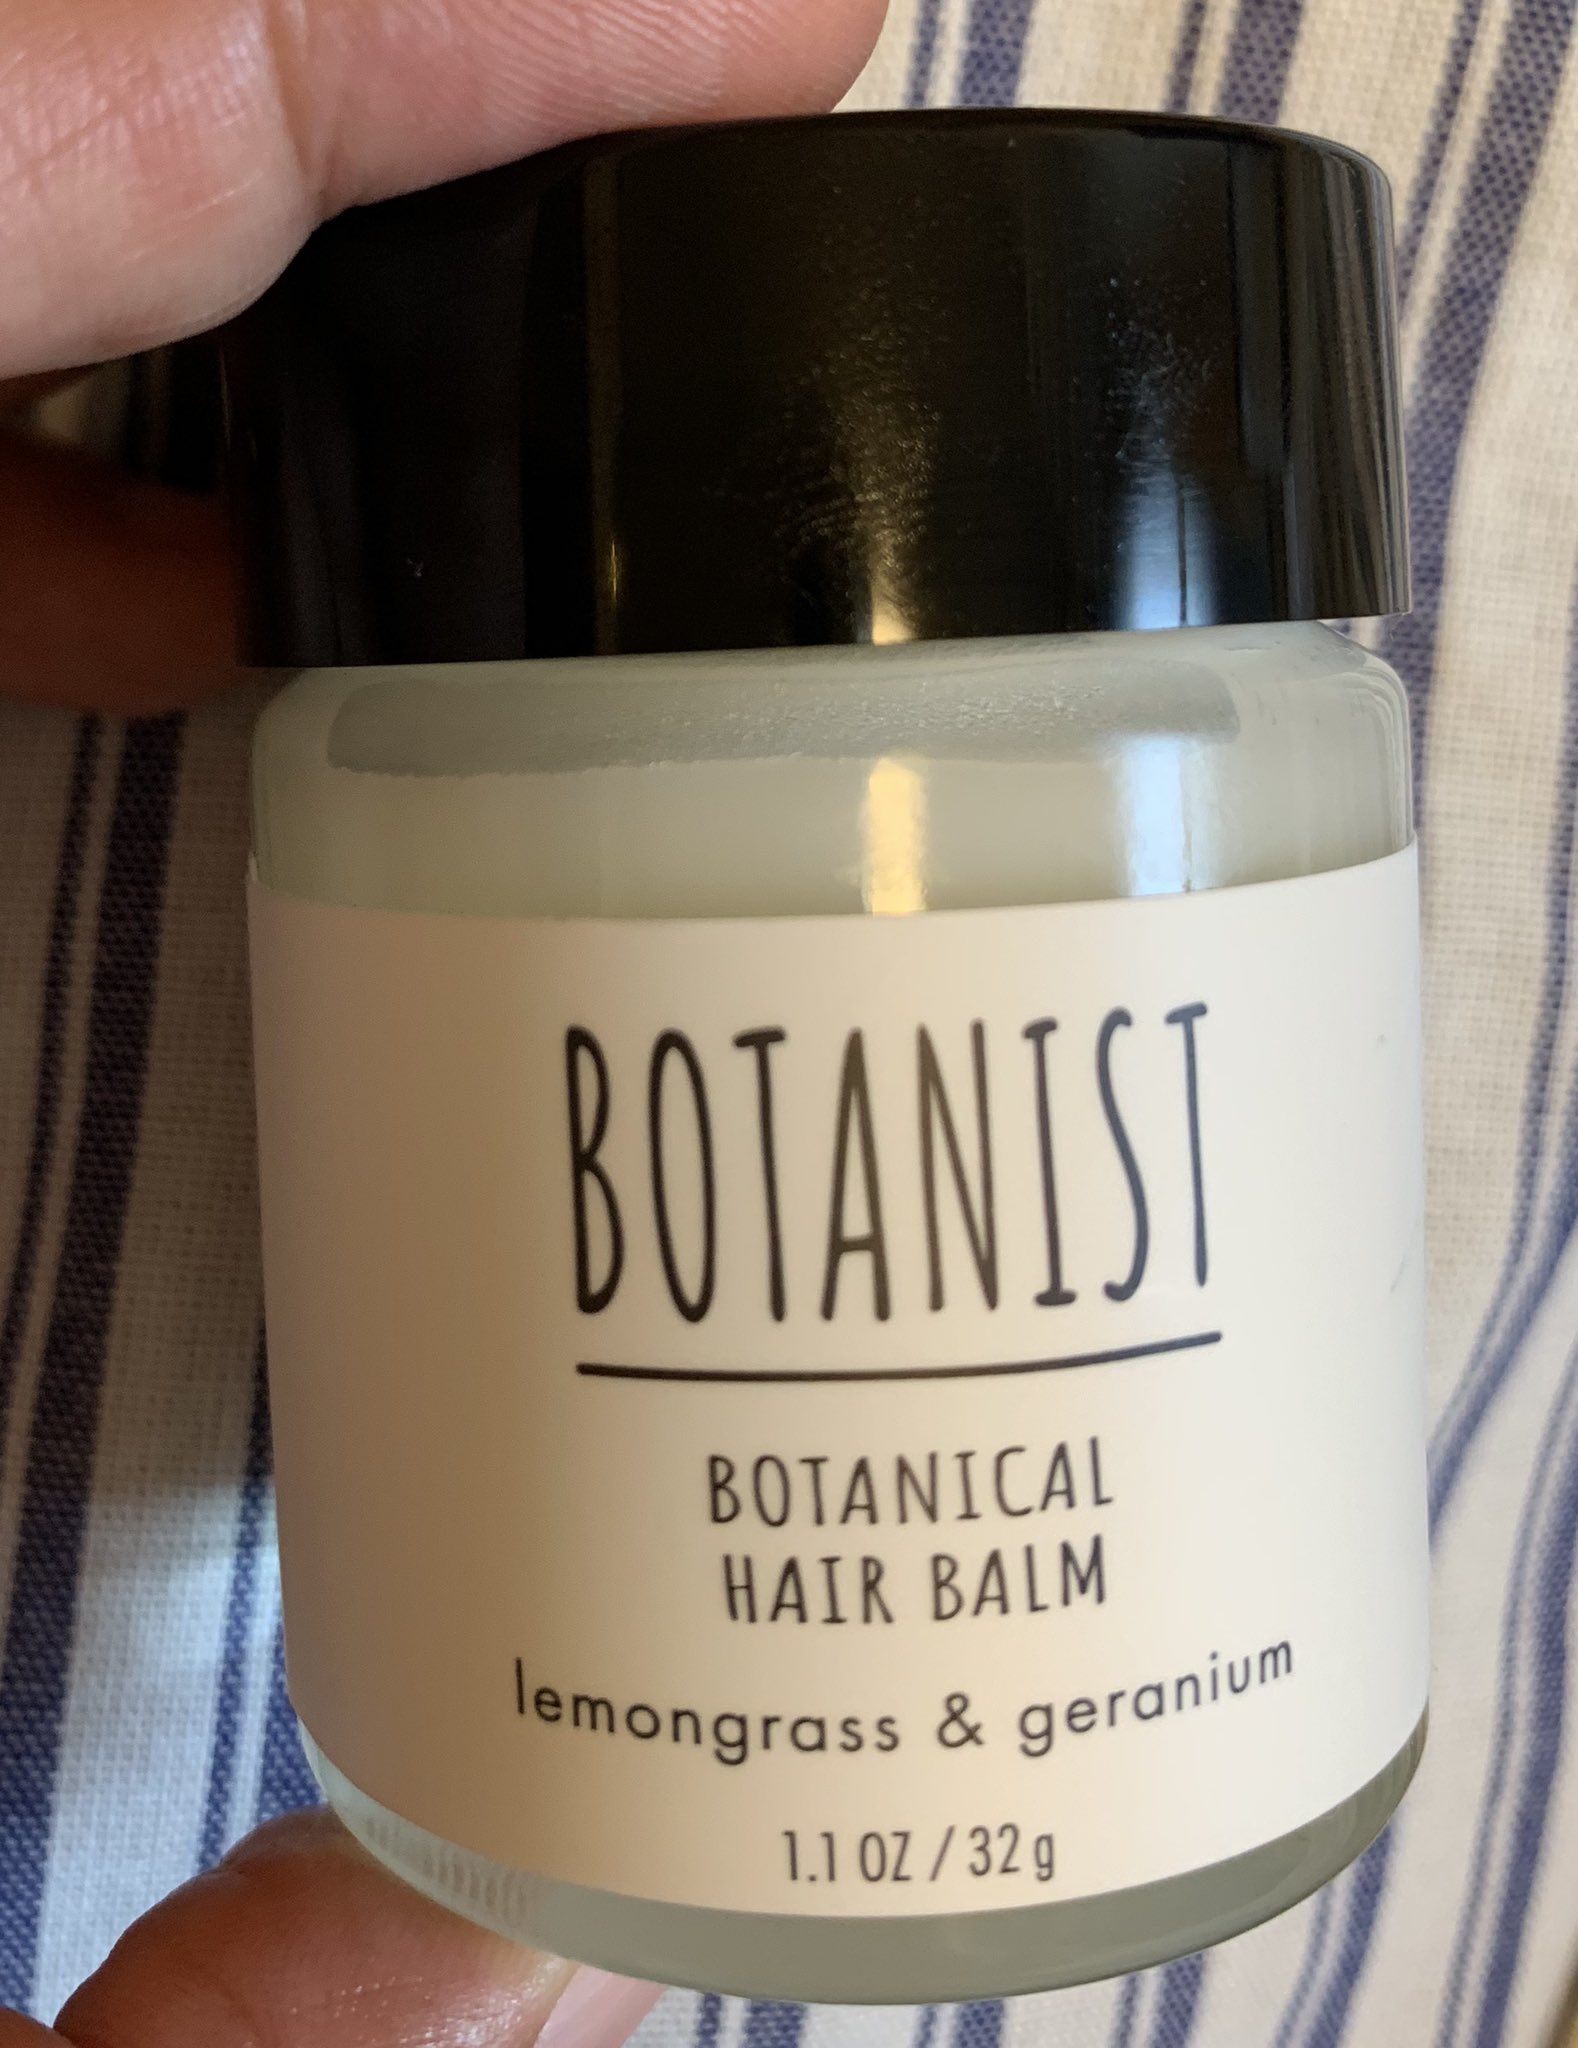 BOTANIST
BOTANICAL
HAIR BALM
lemongrass & geranium
1.1 OZ / 32g